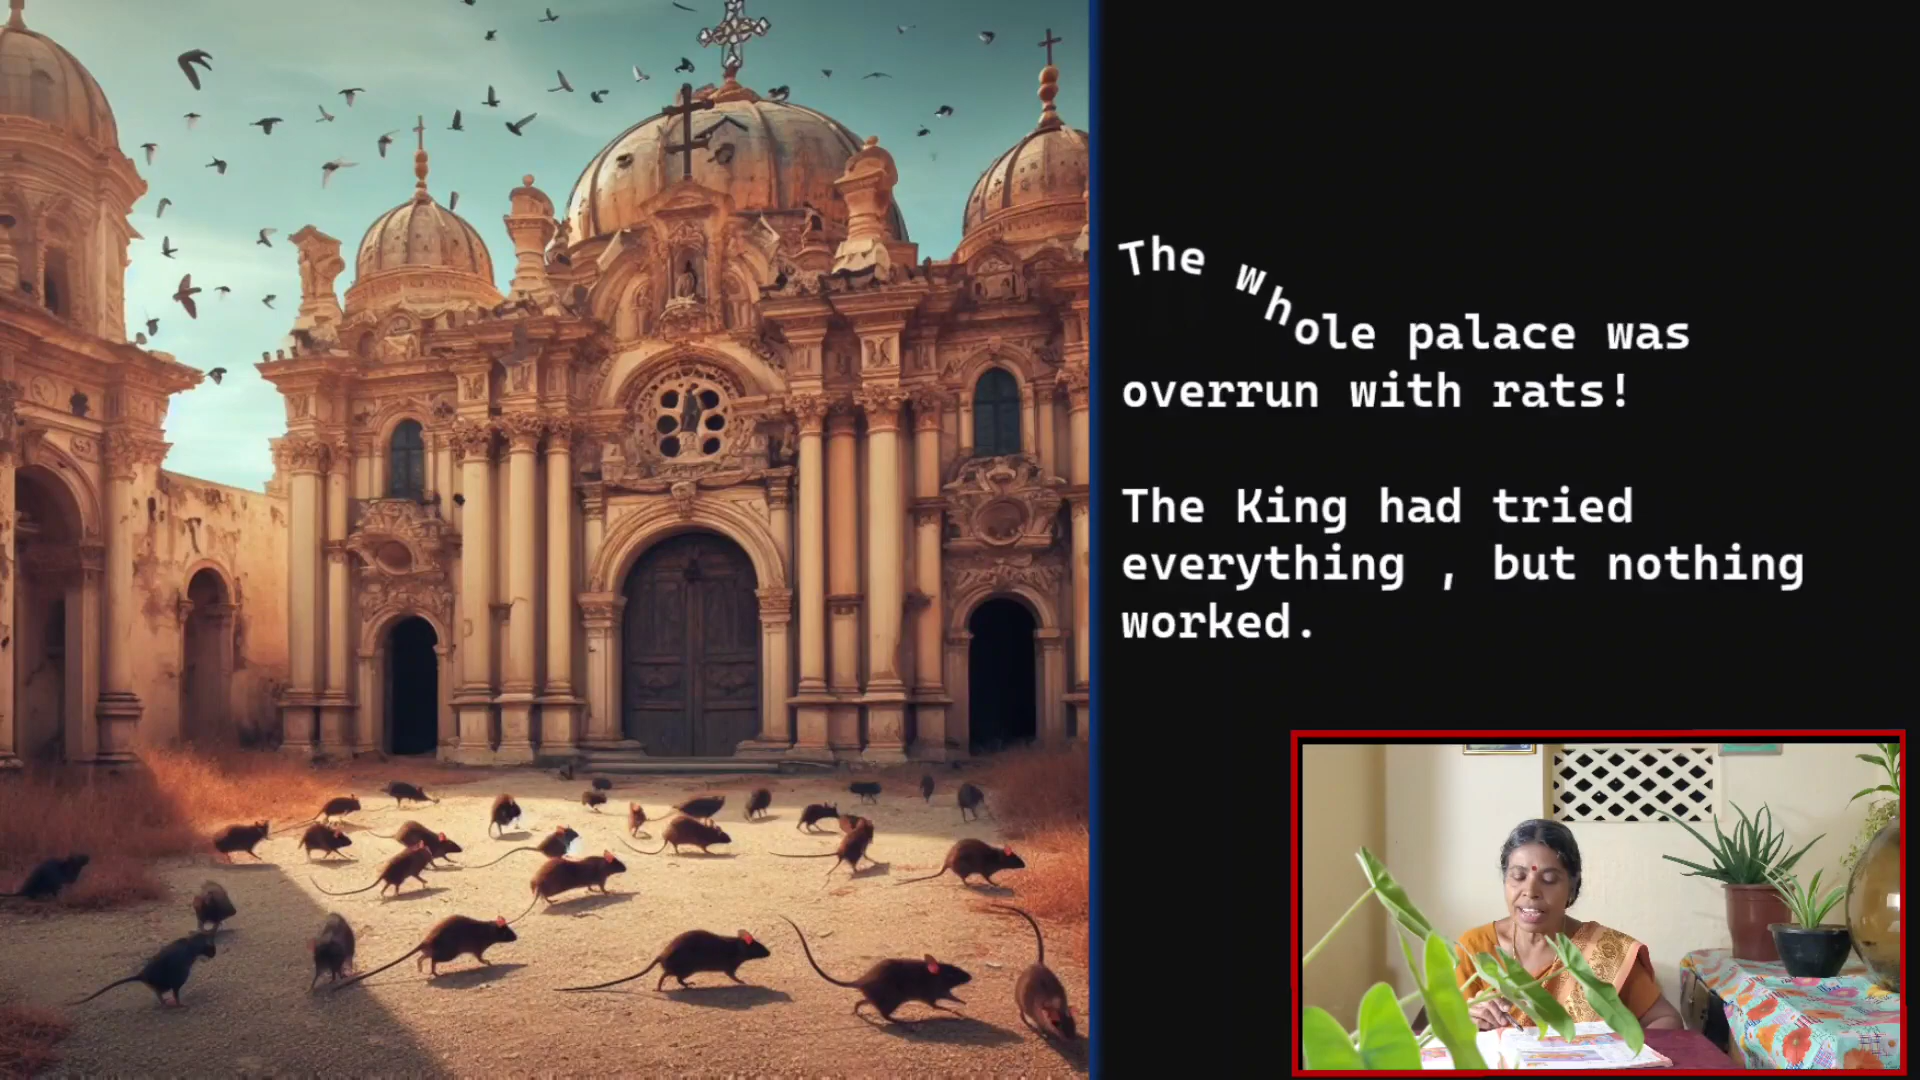 The whole palace was
overrun with rats!
The King had tried
everything , but nothing
worked.